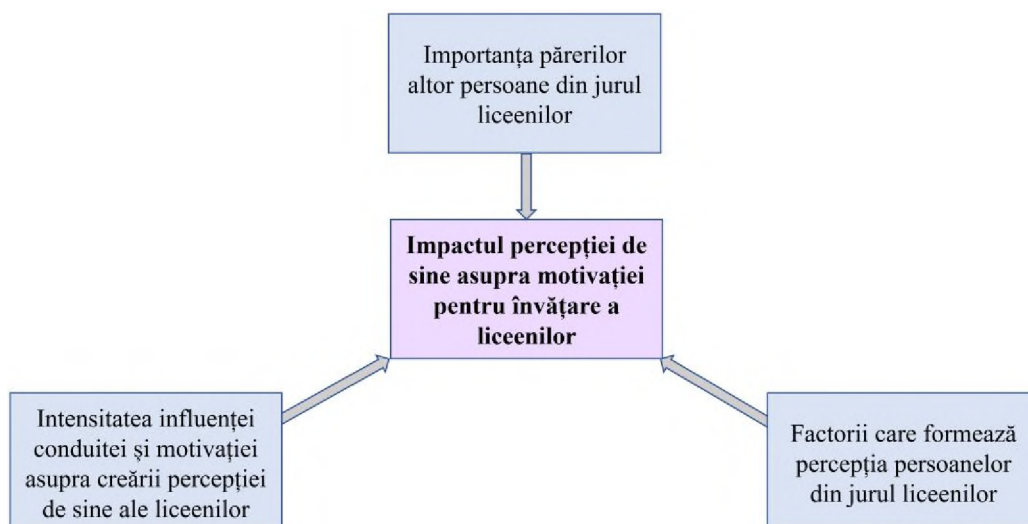 Importanța părerilor
altor persoane din jurul
liceenilor
Impactul percepției de
sine asupra motivației
pentru învățare a
liceenilor
Intensitatea influenței
conduitei și motivației
asupra creării percepției
de sine ale liceenilor
Factorii care formează
percepția persoanelor
din jurul liceenilor